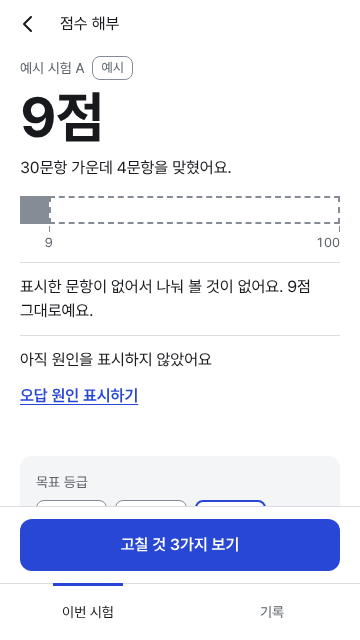 점수 해부
예시 시험 A 예시
9점
30문항 가운데 4문항을 맞혔어요.
9 100
표시한 문항이 없어서 나눠 볼 것이 없어요. 9점
그대로예요.
아직 원인을 표시하지 않았어요
오답 원인 표시하기
목표 등급
고칠 것 3가지 보기
이번 시험 기록